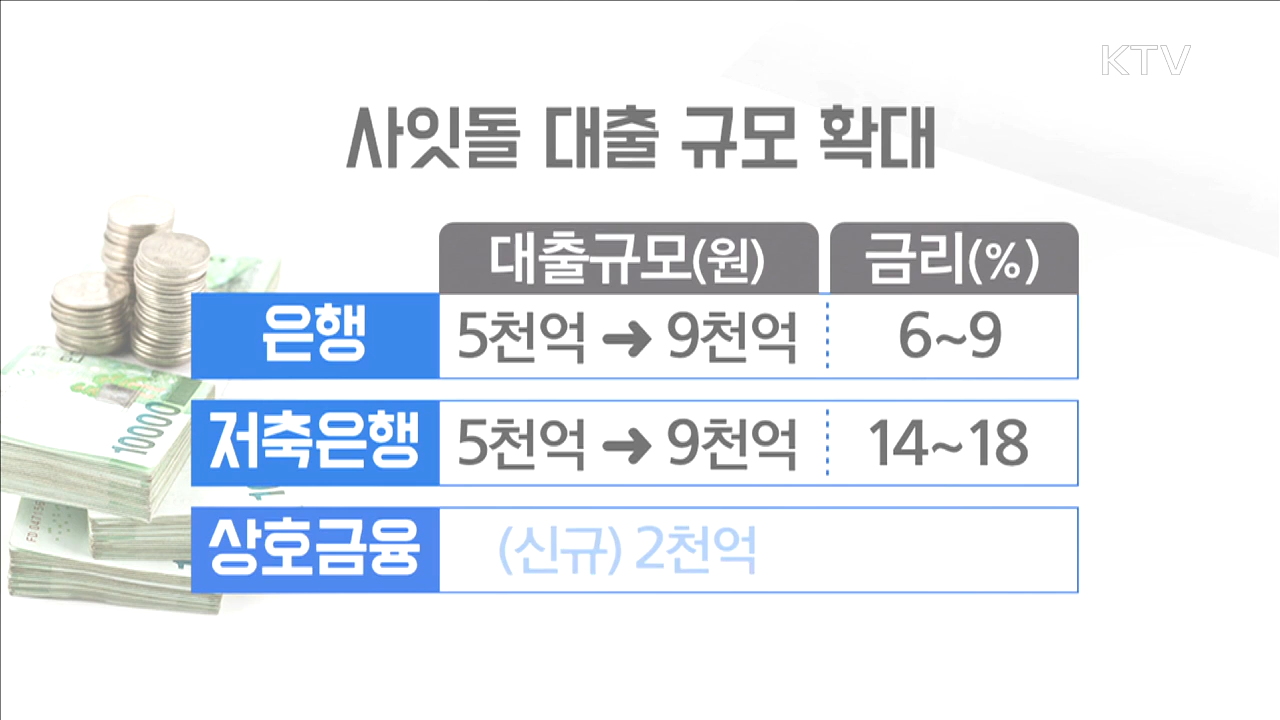 KTV
사잇돌 대출 규모 확대
대출규모(원) 금리(%)
은행 5천억 ➜ 9천억 6~9
저축은행 5천억 ➜ 9천억 14~18
상호금융 (신규) 2천억
10000